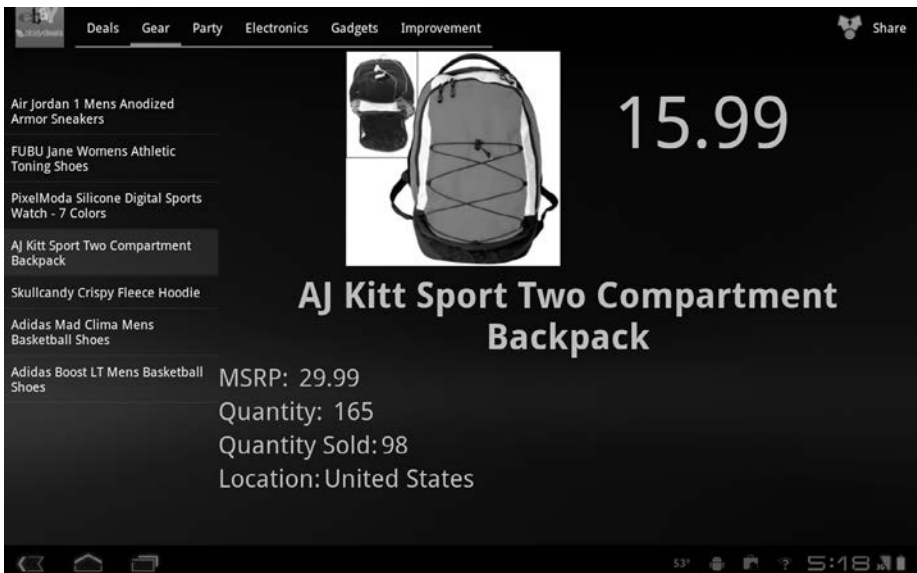 ebay
dailydeals
Deals Gear Party Electronics Gadgets Improvement
Share
Air Jordan 1 Mens Anodized
Armor Sneakers
FUBU Jane Womens Athletic
Toning Shoes
PixelModa Silicone Digital Sports
Watch - 7 Colors
AJ Kitt Sport Two Compartment
Backpack
Skullcandy Crispy Fleece Hoodie
Adidas Mad Clima Mens
Basketball Shoes
Adidas Boost LT Mens Basketball
Shoes
15.99
AJ Kitt Sport Two Compartment
Backpack
MSRP: 29.99
Quantity: 165
Quantity Sold: 98
Location: United States
53°
5:18